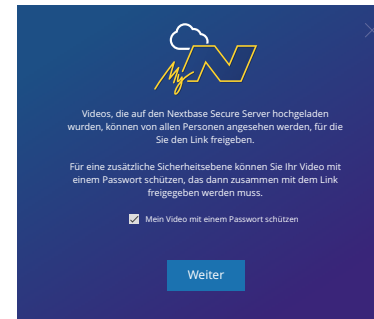 My N
Videos, die auf den Nextbase Secure Server hochgeladen
wurden, können von allen Personen angesehen werden, für die
Sie den Link freigeben.
Für eine zusätzliche Sicherheitsebene können Sie Ihr Video mit
einem Passwort schützen, das dann zusammen mit dem Link
freigegeben werden muss.
Mein Video mit einem Passwort schützen
Weiter